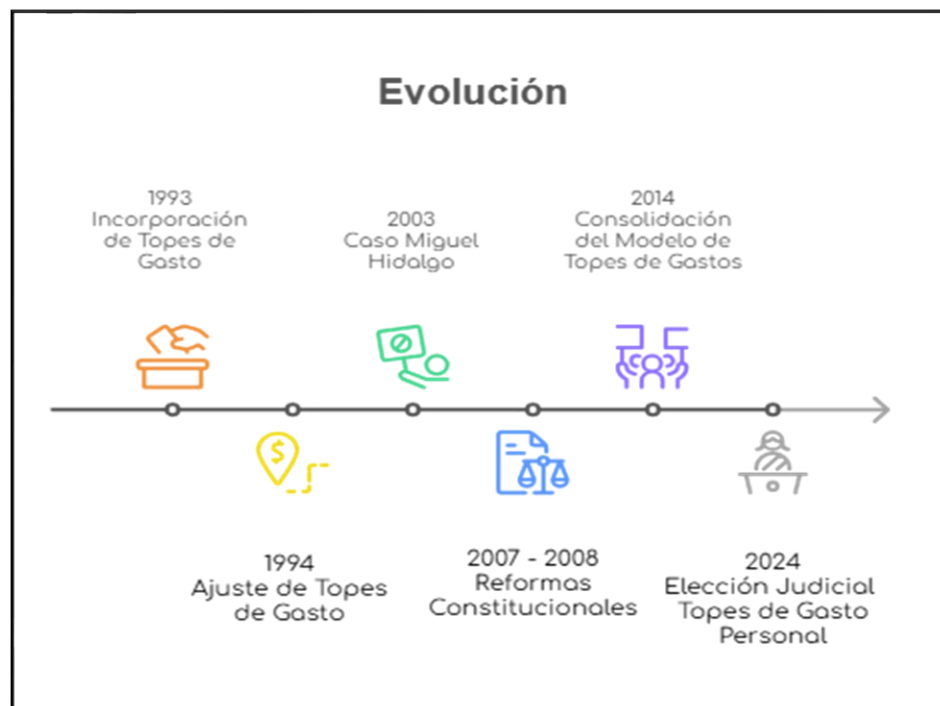 Evolución
1993
Incorporación
de Topes de
Gasto
2003
Caso Miguel
Hidalgo
2014
Consolidación
del Modelo de
Topes de Gastos
$
1994
Ajuste de Topes
de Gasto
2007 - 2008
Reformas
Constitucionales
2024
Elección Judicial
Topes de Gasto
Personal